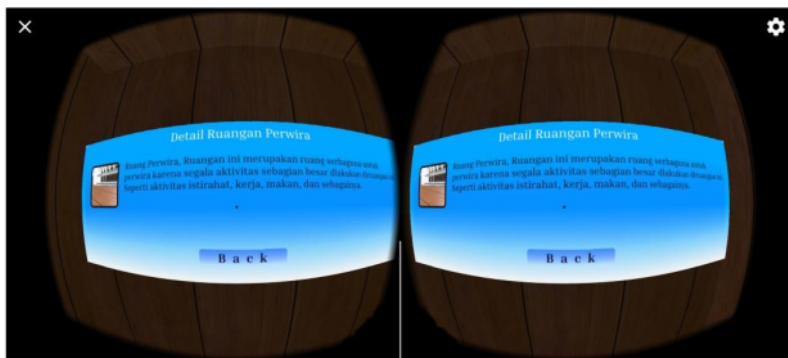 Detail Ruangan Perwira
Ruang Perwira, Ruangan ini merupakan ruang serbaguna untuk
perwira karena segala aktivitas sebagian besar dilakukan
Seperti aktivitas istirahat, kerja, makan, dan sebagainya.
Back
Detail Ruangan Perwira
Ruang Perwira, Ruangan ini merupakan ruang serbaguna untuk
perwira karena segala aktivitas sebagian besar dilakukan
Seperti aktivitas istirahat, kerja, makan, dan sebagainya.
Back